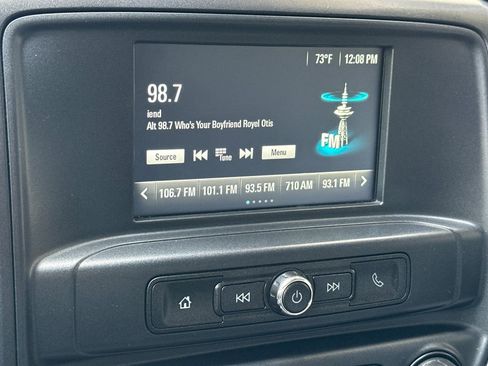 73°F 12:08 PM
98.7
iend
Alt 98.7 Who's Your Boyfriend Royel Otis
FM
Source Tune Menu
106.7 FM 101.1 FM 93.5 FM 710 AM 93.1 FM